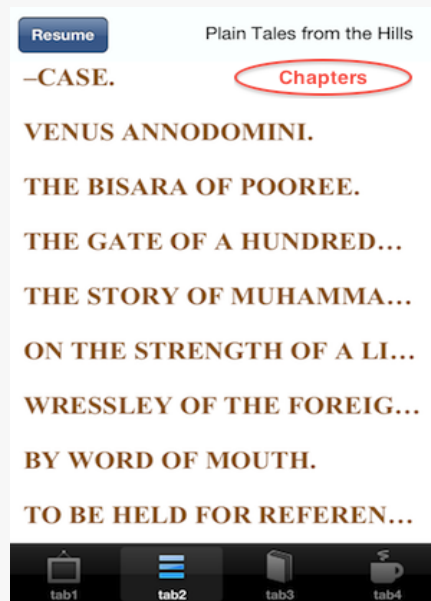 Resume Plain Tales from the Hills
–CASE. Chapters
VENUS ANNODOMINI.
THE BISARA OF POOREE.
THE GATE OF A HUNDRED...
THE STORY OF MUHAMMA...
ON THE STRENGTH OF A LI...
WRESSLEY OF THE FOREIG...
BY WORD OF MOUTH.
TO BE HELD FOR REFEREN...
tab1 tab2 tab3 tab4